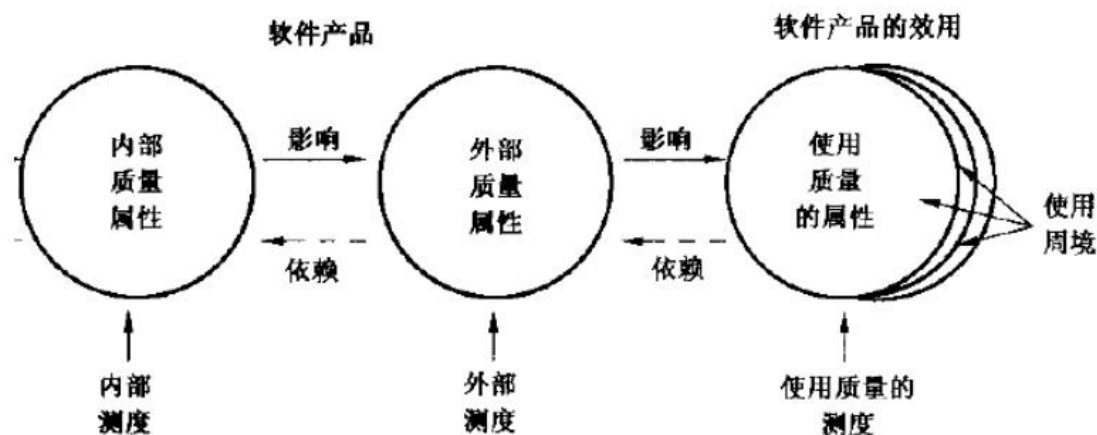 软件产品
软件产品的效用
内部
质量
属性
影响
依赖
外部
质量
属性
影响
依赖
使用
质量
的属性
使用
周境
内部
测度
外部
测度
使用质量的
测度